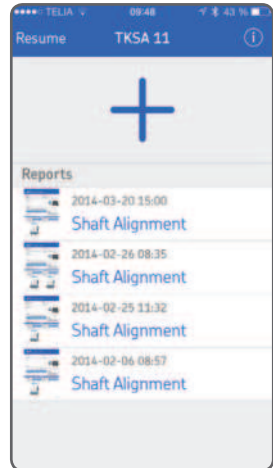 TELIA 09:48 43 %
Resume TKSA 11
Reports
2014-03-20 15:00
Shaft Alignment
2014-02-26 08:35
Shaft Alignment
2014-02-25 11:32
Shaft Alignment
2014-02-06 08:57
Shaft Alignment